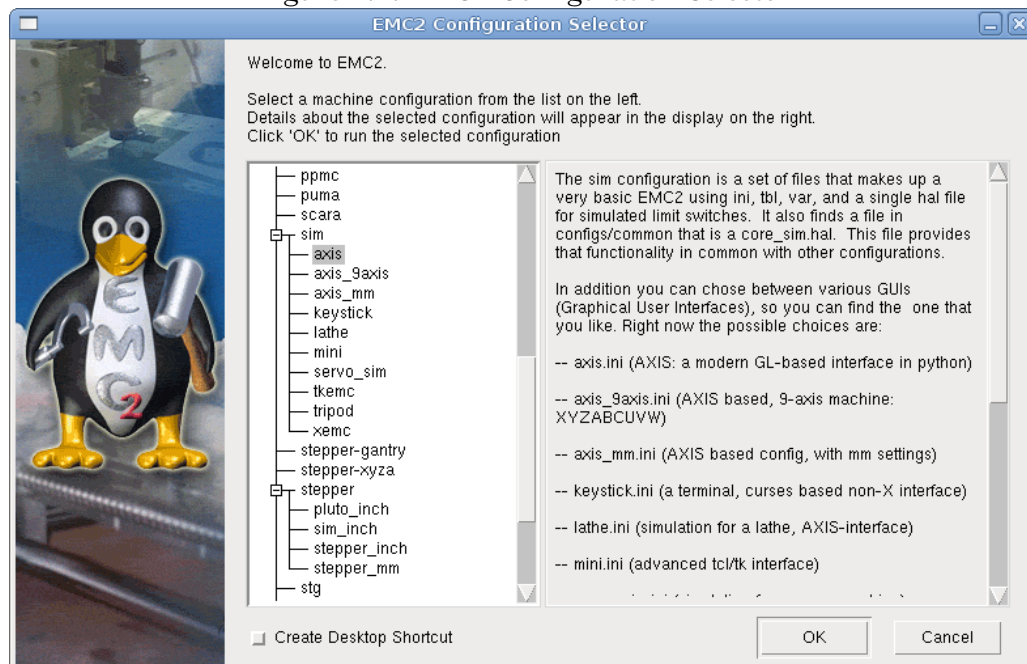 EMC2 Configuration Selector
Welcome to EMC2.
Select a machine configuration from the list on the left.
Details about the selected configuration will appear in the display on the right.
Click 'OK' to run the selected configuration
ppmc
puma
scara
sim
axis
axis_9axis
axis_mm
keystick
lathe
mini
servo_sim
tkemc
tripod
xemc
stepper-gantry
stepper-xyza
stepper
pluto_inch
sim_inch
stepper_inch
stepper_mm
stg
The sim configuration is a set of files that makes up a
very basic EMC2 using ini, tbl, var, and a single hal file
for simulated limit switches. It also finds a file in
configs/common that is a core_sim.hal. This file provides
that functionality in common with other configurations.
In addition you can chose between various GUIs
(Graphical User Interfaces), so you can find the one that
you like. Right now the possible choices are:
-- axis.ini (AXIS: a modern GL-based interface in python)
-- axis_9axis.ini (AXIS based, 9-axis machine:
XYZABCUVW)
-- axis_mm.ini (AXIS based config, with mm settings)
-- keystick.ini (a terminal, curses based non-X interface)
-- lathe.ini (simulation for a lathe, AXIS-interface)
-- mini.ini (advanced tcl/tk interface)
EMC2
Create Desktop Shortcut
OK
Cancel